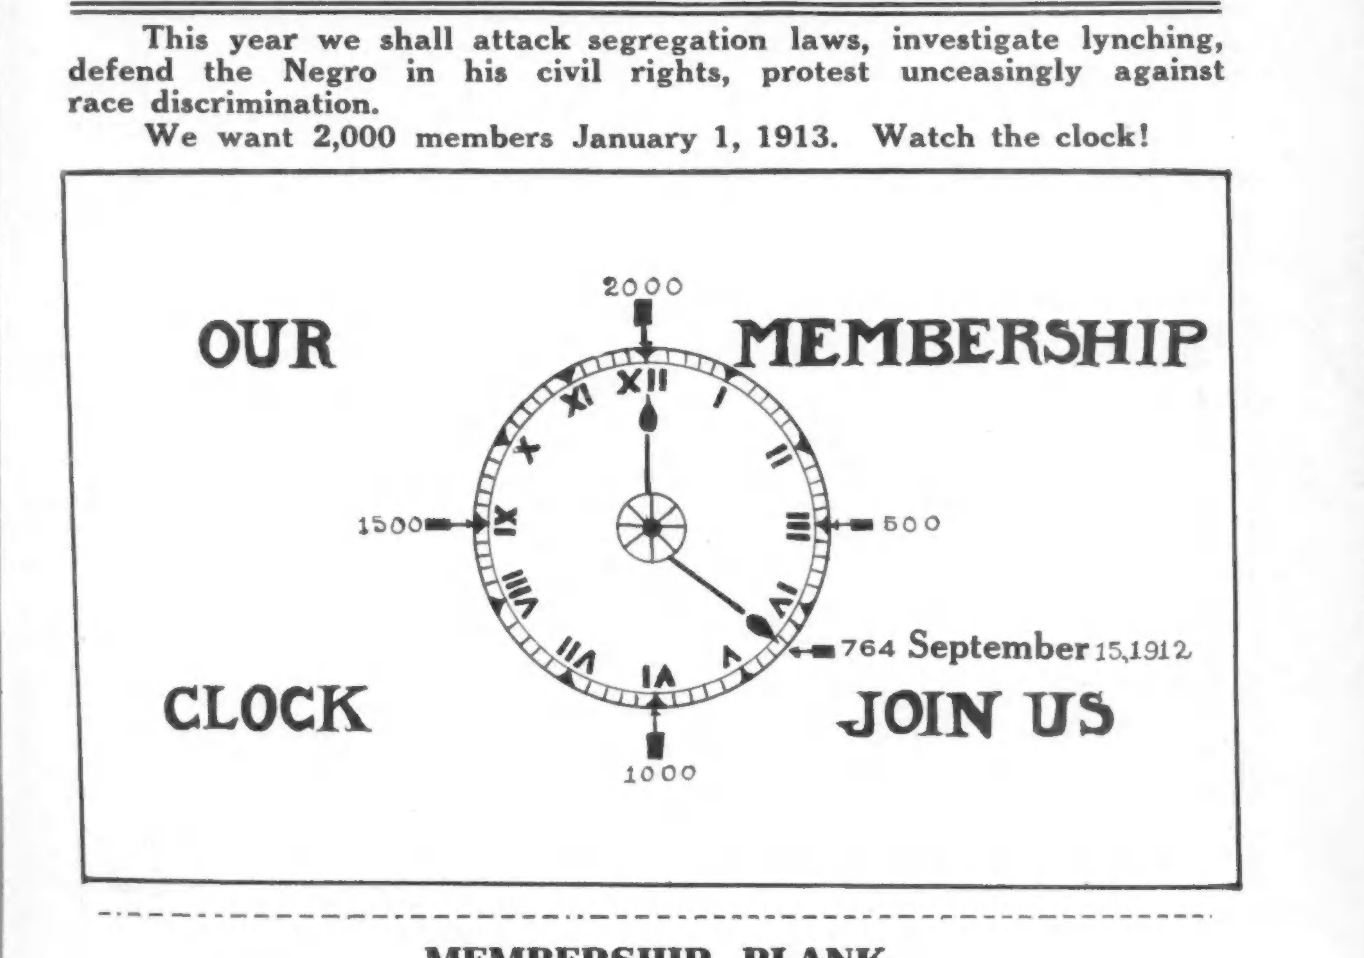 This year we shall attack segregation laws, investigate lynching,
defend the Negro in his civil rights, protest unceasingly against
race discrimination.
We want 2,000 members January 1, 1913. Watch the clock!
2000
OUR
MEMBERSHIP
XII
XI
I
X
II
1500
IX
III
500
VIII
IV
VII
V
764 September 15,1912
VI
CLOCK
JOIN US
1000
MEMBERSHIP BLANK